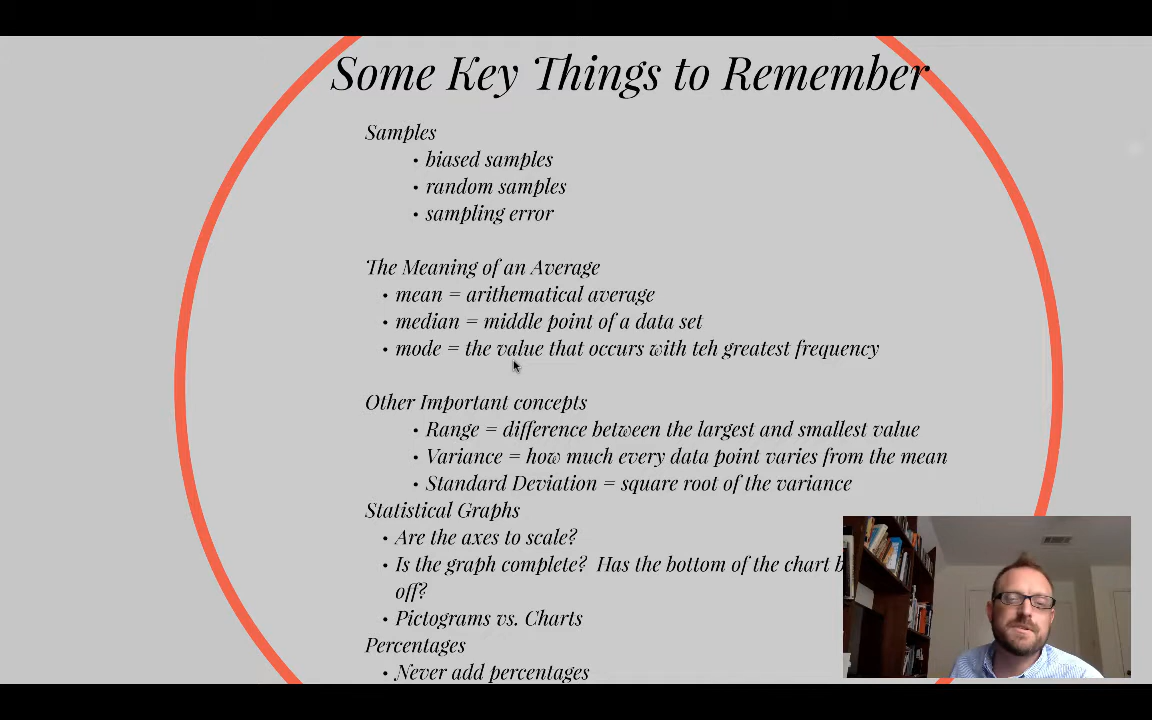 Some Key Things to Remember
Samples
• biased samples
• random samples
• sampling error
The Meaning of an Average
• mean = arithematical average
• median = middle point of a data set
• mode = the value that occurs with teh greatest frequency
Other Important concepts
• Range = difference between the largest and smallest value
• Variance = how much every data point varies from the mean
• Standard Deviation = square root of the variance
Statistical Graphs
• Are the axes to scale?
• Is the graph complete? Has the bottom of the chart
off?
• Pictograms vs. Charts
Percentages
• Never add percentages